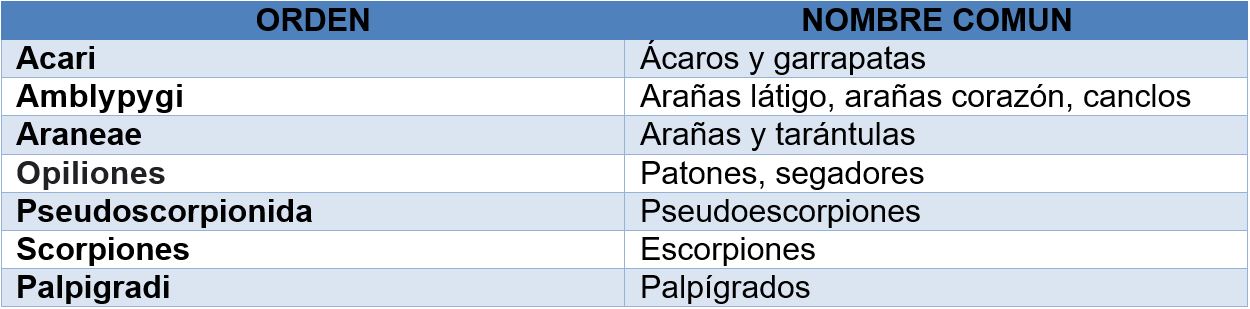 ORDEN NOMBRE COMUN
Acari Ácaros y garrapatas
Amblypygi Arañas látigo, arañas corazón, canclos
Araneae Arañas y tarántulas
Opiliones Patones, segadores
Pseudoscorpionida Pseudoescorpiones
Scorpiones Escorpiones
Palpigradi Palpígrados